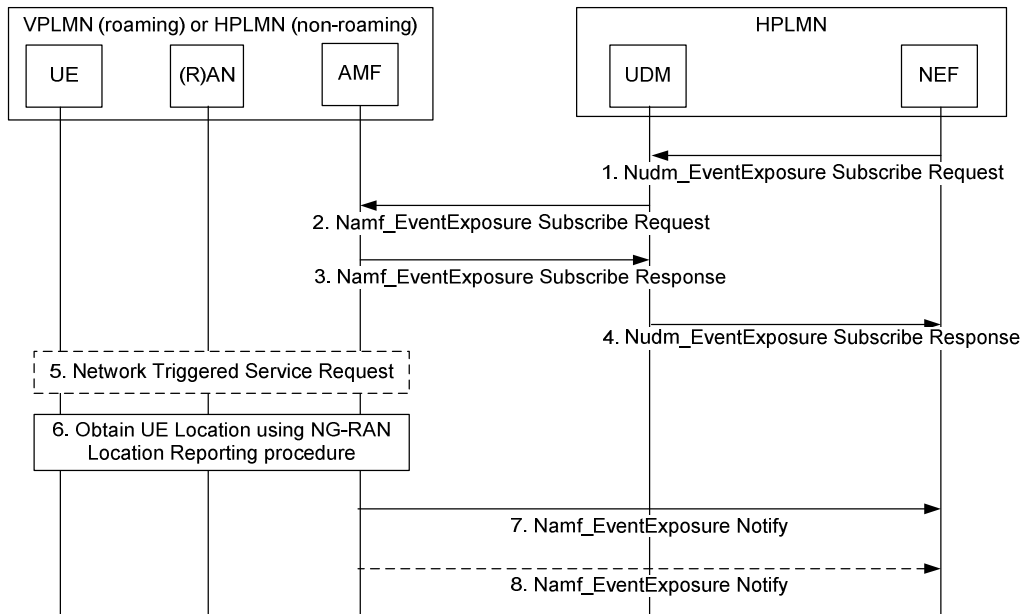 VPLMN (roaming) or HPLMN (non-roaming)
HPLMN
UE
(R)AN
AMF
UDM
NEF
1. Nudm_EventExposure Subscribe Request
2. Namf_EventExposure Subscribe Request
3. Namf_EventExposure Subscribe Response
4. Nudm_EventExposure Subscribe Response
5. Network Triggered Service Request
6. Obtain UE Location using NG-RAN
Location Reporting procedure
7. Namf_EventExposure Notify
8. Namf_EventExposure Notify